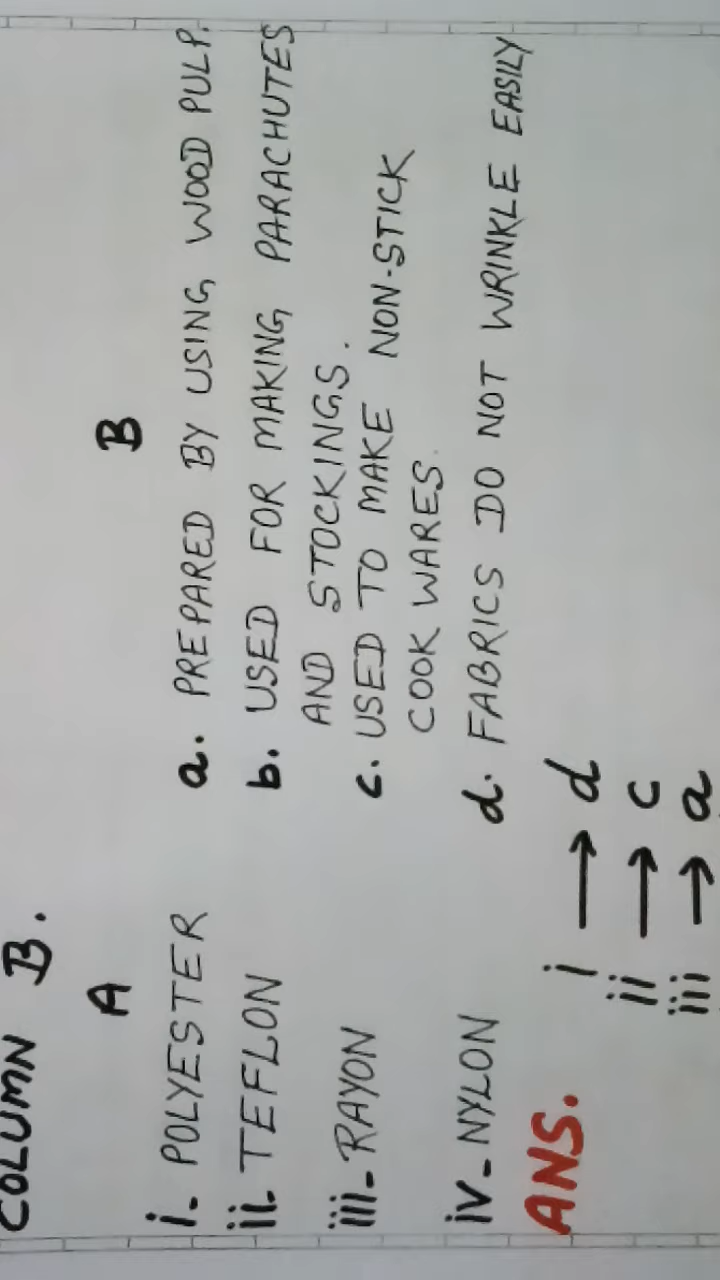 COLUMN B.
A B
i. POLYESTER a. PREPARED BY USING WOOD PULP.
ii. TEFLON b. USED FOR MAKING PARACHUTES
AND STOCKINGS.
iii. RAYON c. USED TO MAKE NON-STICK
COOK WARES.
iv. NYLON d. FABRICS DO NOT WRINKLE EASILY
ANS. i → d
ii → c
iii → a